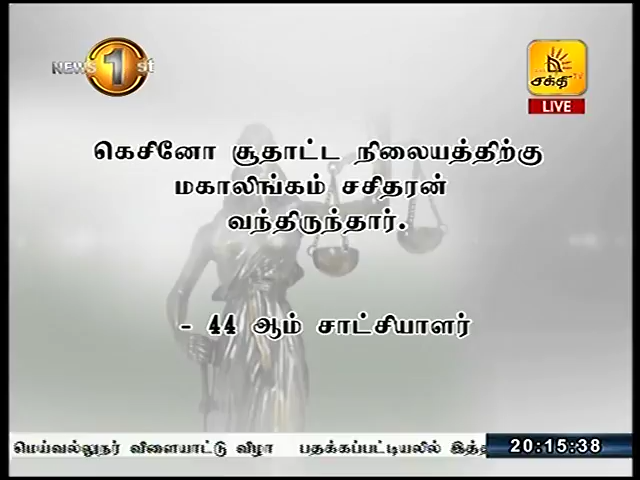 NEWS 1st
சக்தி TV
LIVE
கெசினோ சூதாட்ட நிலையத்திற்கு
மகாலிங்கம் சசிதரன்
வந்திருந்தார்.
- 44 ஆம் சாட்சியாளர்
மெய்வல்லுநர் விளையாட்டு விழா பதக்கப்பட்டியலில் 20:15:38